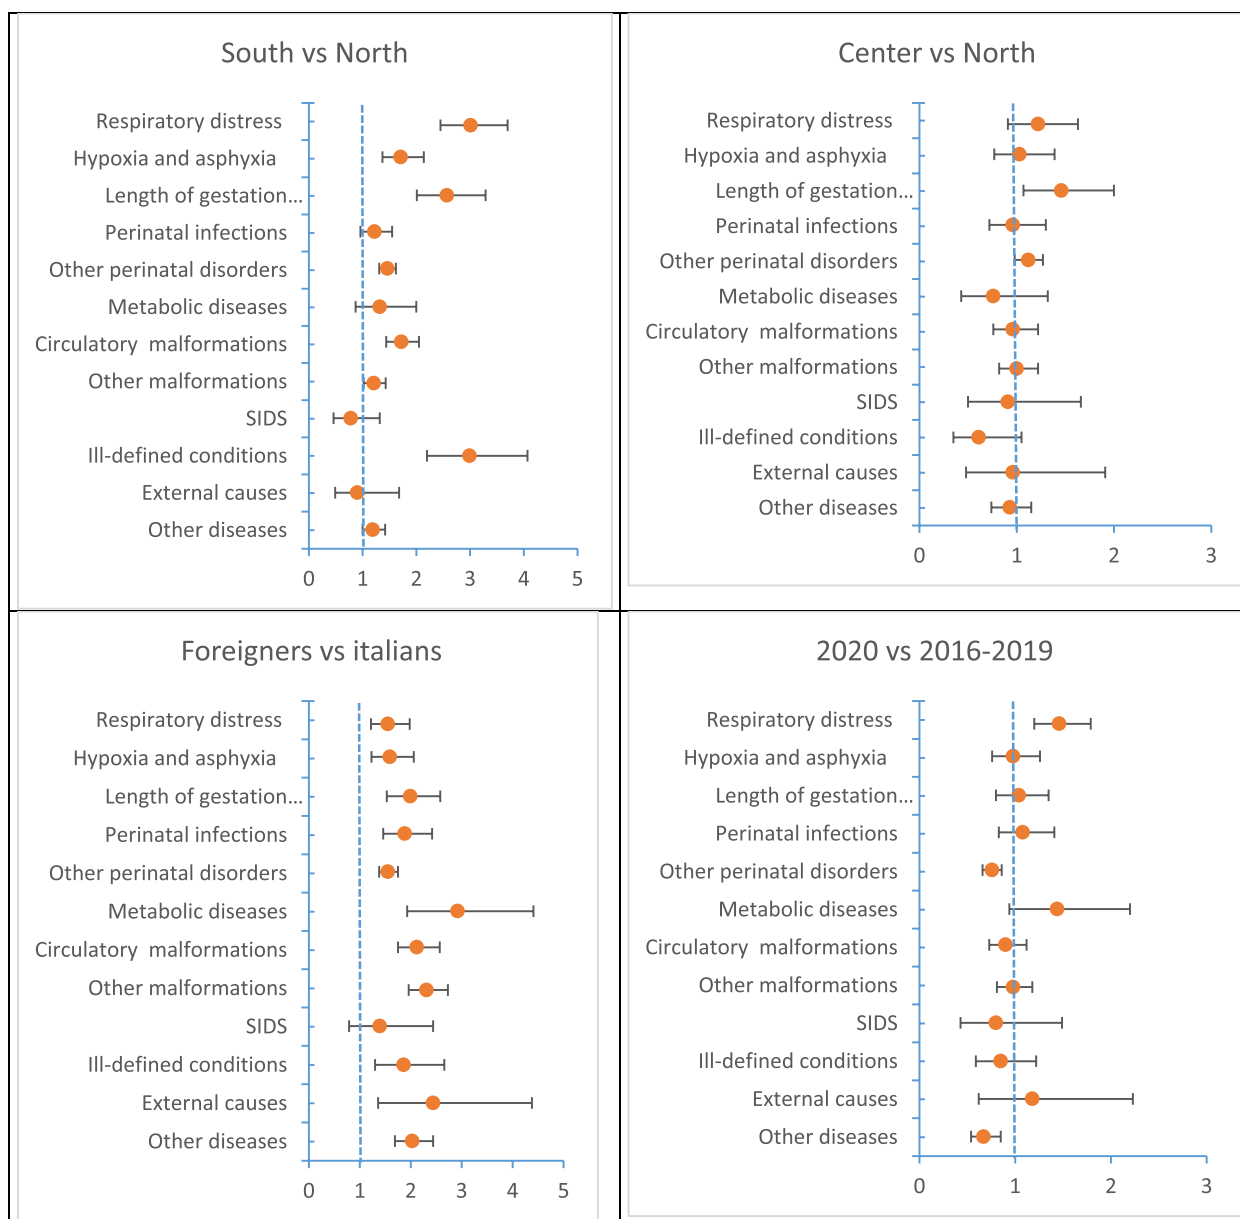 South vs North
Respiratory distress
Hypoxia and asphyxia
Length of gestation...
Perinatal infections
Other perinatal disorders
Metabolic diseases
Circulatory malformations
Other malformations
SIDS
Ill-defined conditions
External causes
Other diseases
0 1 2 3 4 5
Center vs North
Respiratory distress
Hypoxia and asphyxia
Length of gestation...
Perinatal infections
Other perinatal disorders
Metabolic diseases
Circulatory malformations
Other malformations
SIDS
Ill-defined conditions
External causes
Other diseases
0 1 2 3
Foreigners vs italians
Respiratory distress
Hypoxia and asphyxia
Length of gestation...
Perinatal infections
Other perinatal disorders
Metabolic diseases
Circulatory malformations
Other malformations
SIDS
Ill-defined conditions
External causes
Other diseases
0 1 2 3 4 5
2020 vs 2016-2019
Respiratory distress
Hypoxia and asphyxia
Length of gestation...
Perinatal infections
Other perinatal disorders
Metabolic diseases
Circulatory malformations
Other malformations
SIDS
Ill-defined conditions
External causes
Other diseases
0 1 2 3